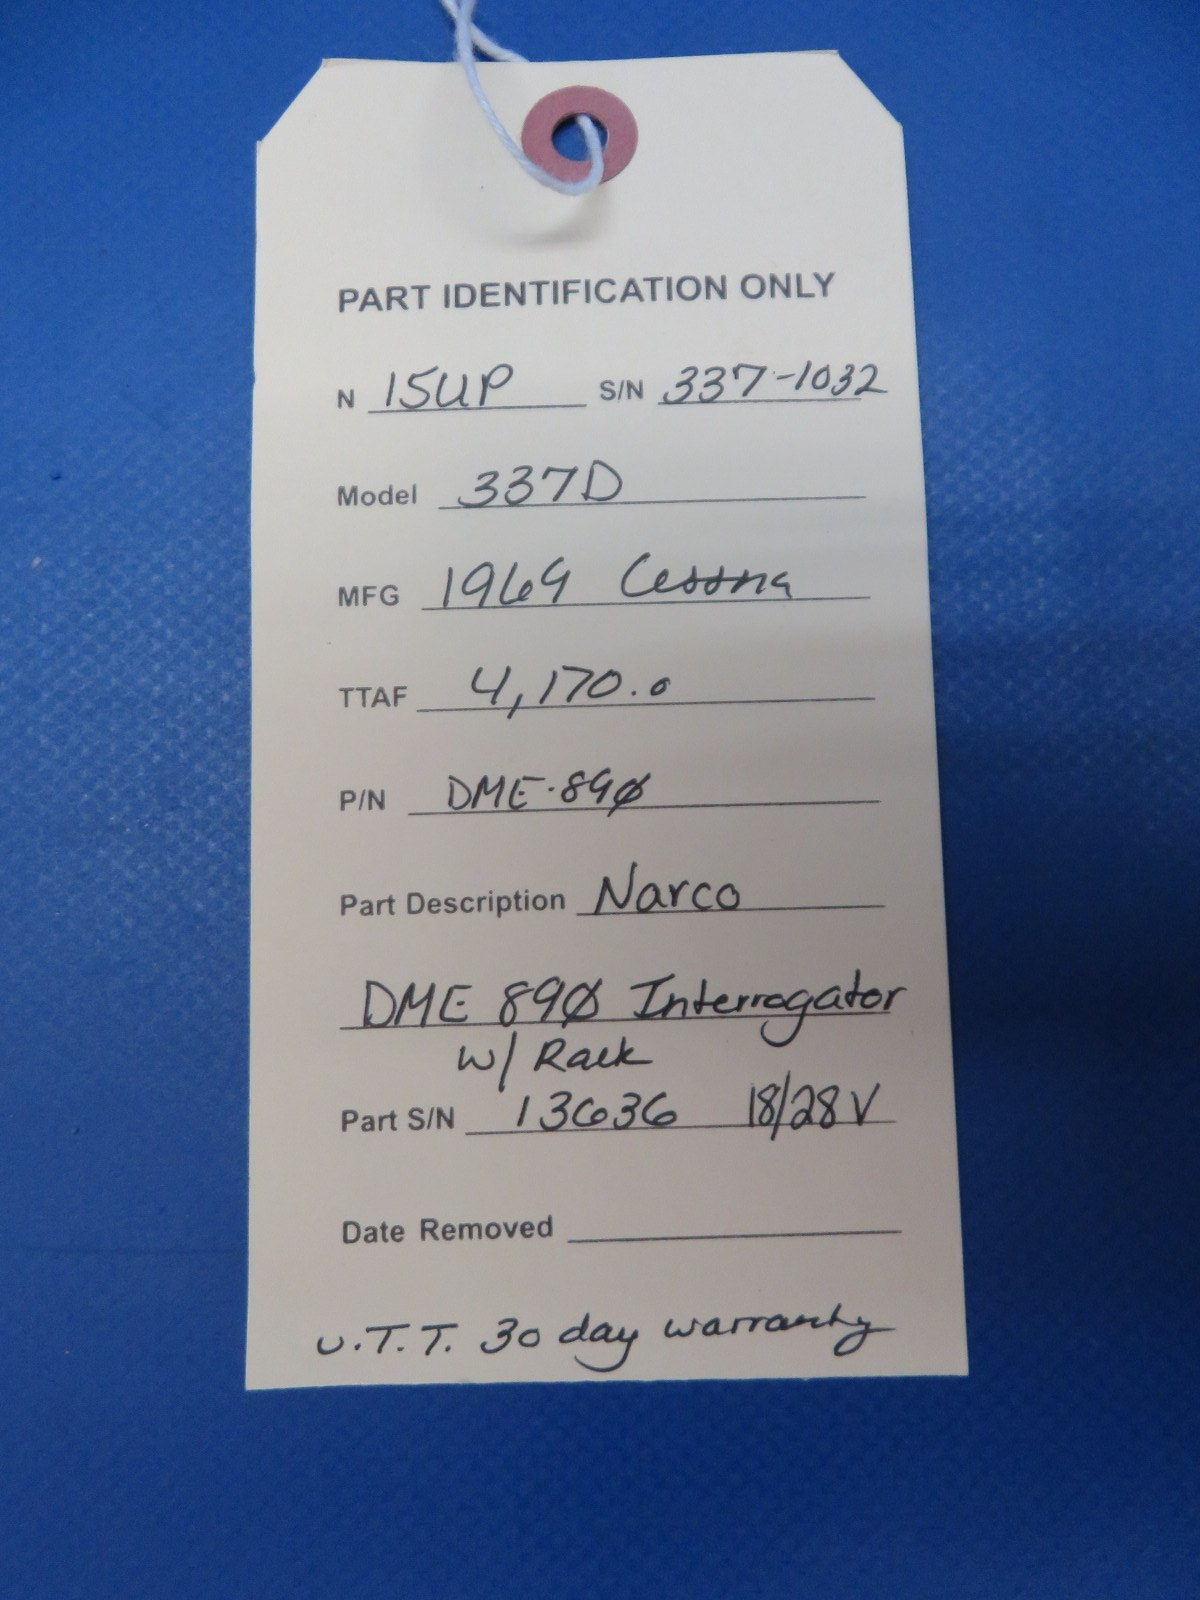 PART IDENTIFICATION ONLY
N 15UP S/N 337-1032
Model 337D
MFG 1969 Cessna
TTAF 4,170.0
P/N DME-89Ø
Part Description Narco
DME 89Ø Interrogator
w/ Rack
Part S/N 13636 18/28V
Date Removed
U.T.T. 30 day warranty